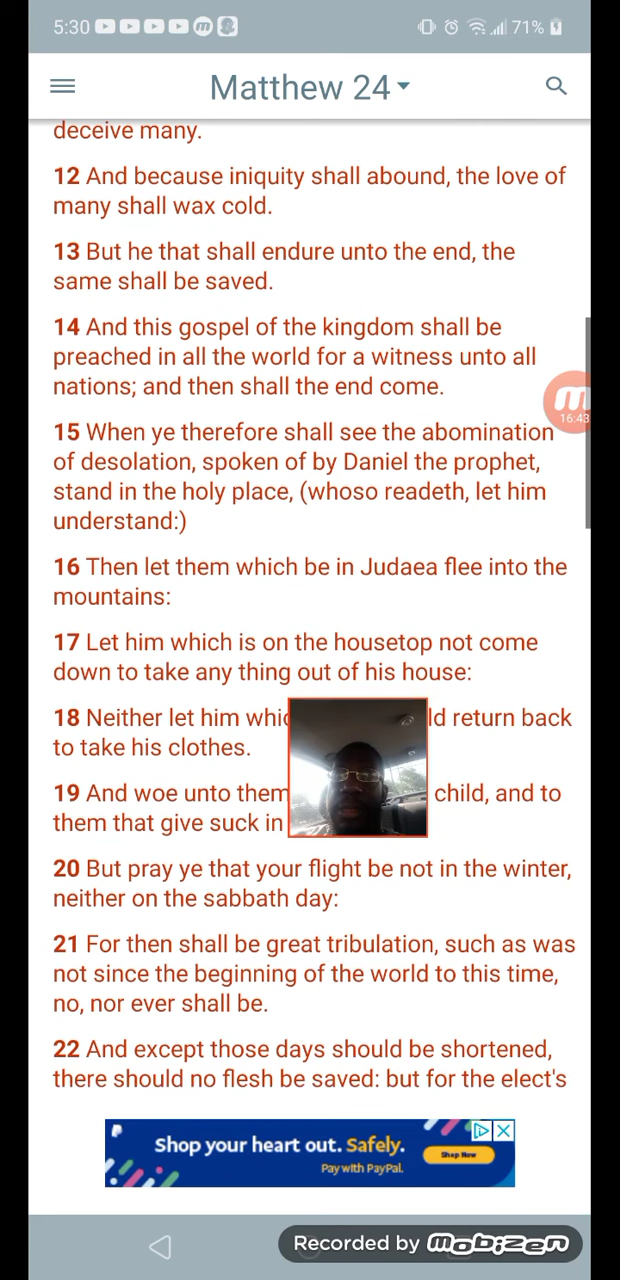 5:30
71%
Matthew 24
deceive many.
12 And because iniquity shall abound, the love of
many shall wax cold.
13 But he that shall endure unto the end, the
same shall be saved.
14 And this gospel of the kingdom shall be
preached in all the world for a witness unto all
nations; and then shall the end come.
16:43
15 When ye therefore shall see the abomination
of desolation, spoken of by Daniel the prophet,
stand in the holy place, (whoso readeth, let him
understand:)
16 Then let them which be in Judaea flee into the
mountains:
17 Let him which is on the housetop not come
down to take any thing out of his house:
18 Neither let him return back
to take his clothes.
19 And woe unto them child, and to
them that give suck in
20 But pray ye that your flight be not in the winter,
neither on the sabbath day:
21 For then shall be great tribulation, such as was
not since the beginning of the world to this time,
no, nor ever shall be.
22 And except those days should be shortened,
there should no flesh be saved: but for the elect's
Shop your heart out. Safely.
Pay with PayPal.
Shop Now
Recorded by mobizen